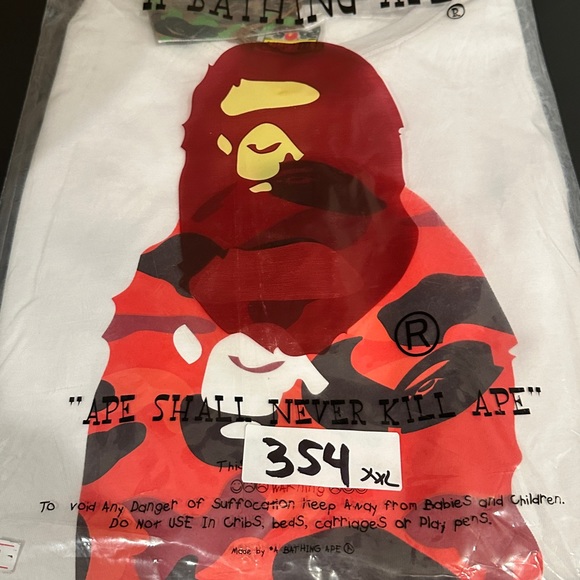 A BATHING APE®
®
"APE SHALL NEVER KILL APE"
354 XXL
WARNING
To void Any Danger of Suffocation Keep Away from Babies and Children.
Do Not USE In Cribs, beds, carriages or Play pens.
Made by *A BATHING APE®